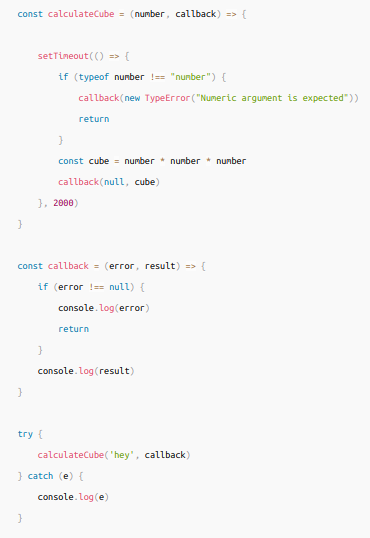 const calculateCube = (number, callback) => {
    setTimeout(() => {
        if (typeof number !== "number") {
            callback(new TypeError("Numeric argument is expected"))
            return
        }
        const cube = number * number * number
        callback(null, cube)
    }, 2000)
}
const callback = (error, result) => {
    if (error !== null) {
        console.log(error)
        return
    }
    console.log(result)
}
try {
    calculateCube('hey', callback)
} catch (e) {
    console.log(e)
}